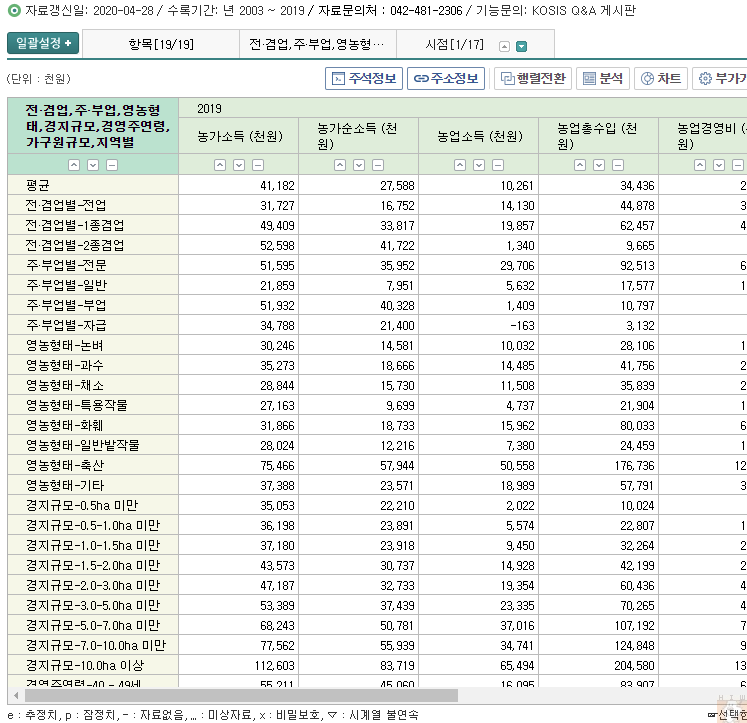 자료갱신일: 2020-04-28 / 수록기간: 년 2003 ~ 2019 / 자료문의처 : 042-481-2306 / 기능문의: KOSIS Q&A 게시판
일괄설정 + 항목[19/19] 전·겸업,주·부업,영농형··· 시점[1/17]
(단위 : 천원) 주석정보 주소정보 행렬전환 분석 차트 부가기
전·겸업,주·부업,영농형태,경지규모,경영주연령,가구원규모,지역별 2019
농가소득 (천원) 농가순소득 (천원) 농업소득 (천원) 농업총수입 (천원) 농업경영비 (천원)
평균 41,182 27,588 10,261 34,436 2
전·겸업별-전업 31,727 16,752 14,130 44,878 3
전·겸업별-1종겸업 49,409 33,817 19,857 62,457 4
전·겸업별-2종겸업 52,598 41,722 1,340 9,665
주·부업별-전문 51,595 35,952 29,706 92,513 6
주·부업별-일반 21,859 7,951 5,632 17,577 1
주·부업별-부업 51,932 40,328 1,409 10,797
주·부업별-자급 34,788 21,400 -163 3,132
영농형태-논벼 30,246 14,581 10,032 28,106 1
영농형태-과수 35,273 18,666 14,485 41,756 2
영농형태-채소 28,844 15,730 11,508 35,839 2
영농형태-특용작물 27,163 9,699 4,737 21,904 1
영농형태-화훼 31,866 18,733 15,962 80,033 6
영농형태-일반밭작물 28,024 12,216 7,380 24,459 1
영농형태-축산 75,466 57,944 50,558 176,736 12
영농형태-기타 37,388 23,571 18,989 57,791 3
경지규모-0.5ha 미만 35,053 22,210 2,022 10,024
경지규모-0.5-1.0ha 미만 36,198 23,891 5,574 22,807 1
경지규모-1.0-1.5ha 미만 37,180 23,918 9,450 32,264 2
경지규모-1.5-2.0ha 미만 43,573 30,737 14,928 42,199 2
경지규모-2.0-3.0ha 미만 47,187 32,733 19,354 60,436 4
경지규모-3.0-5.0ha 미만 53,389 37,439 23,335 70,265 4
경지규모-5.0-7.0ha 미만 68,243 50,781 37,016 107,192 7
경지규모-7.0-10.0ha 미만 77,562 55,939 34,741 124,848 9
경지규모-10.0ha 이상 112,603 83,719 65,494 204,580 13
경영주연령-40 - 49세 55,211 45,060 16,095 83,907 6
e : 추정치, p : 잠정치, - : 자료없음, ... : 미상자료, x : 비밀보호, ▽ : 시계열 불연속 선택한